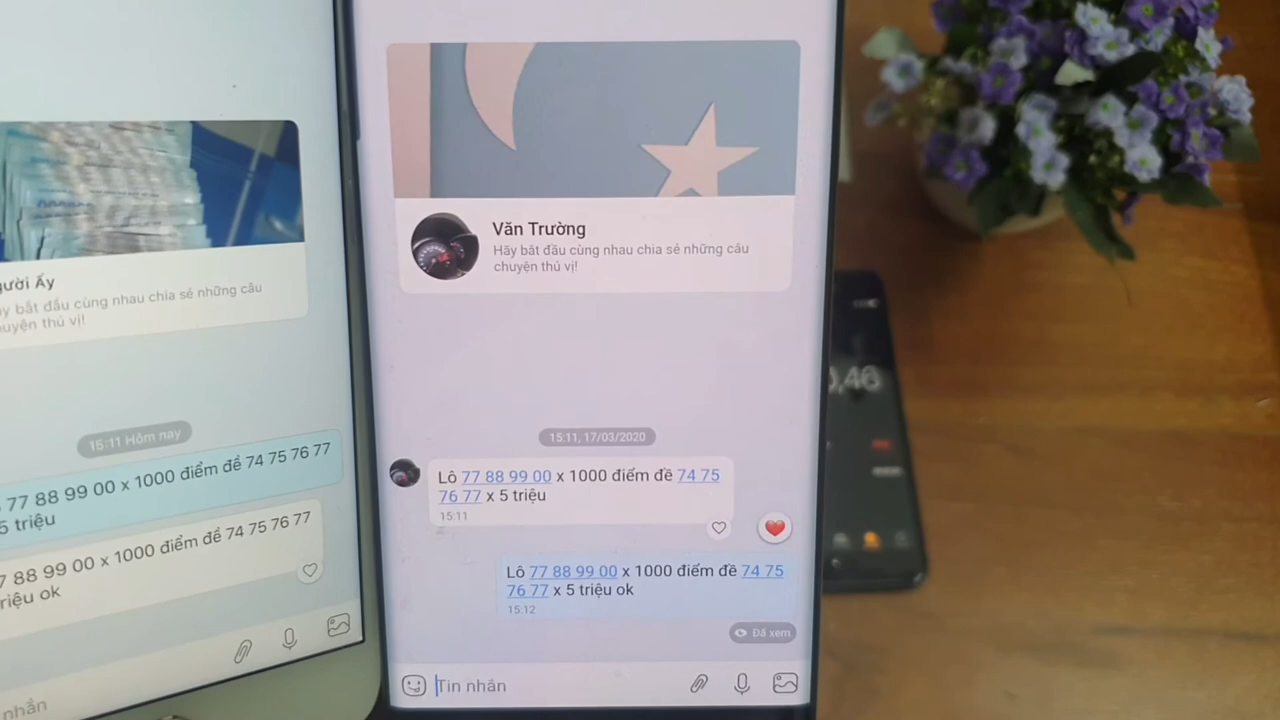 gười Ấy
y bắt đầu cùng nhau chia sẻ những câu
uyện thú vị!
15:11 Hôm nay
77 88 99 00 x 1000 điểm đề 74 75 76 77
5 triệu
7 88 99 00 x 1000 điểm đề 74 75 76 77
riệu ok
nhắn
Văn Trường
Hãy bắt đầu cùng nhau chia sẻ những câu
chuyện thú vị!
15:11, 17/03/2020
Lô 77 88 99 00 x 1000 điểm đề 74 75
76 77 x 5 triệu
15:11
Lô 77 88 99 00 x 1000 điểm đề 74 75
76 77 x 5 triệu ok
15:12
Đã xem
Tin nhắn
,46